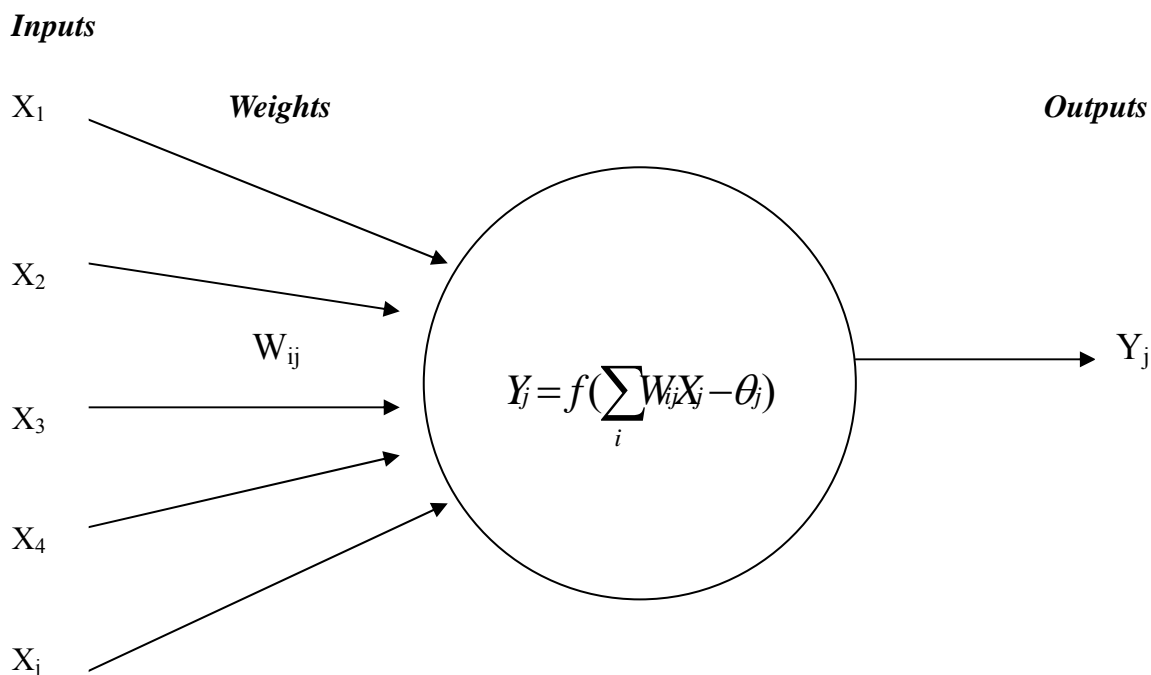 Inputs
X₁ Weights Outputs
X₂
Wᵢⱼ Yⱼ
Yⱼ = f(∑ᵢ WᵢⱼXⱼ − θⱼ)
X₃
X₄
Xᵢ